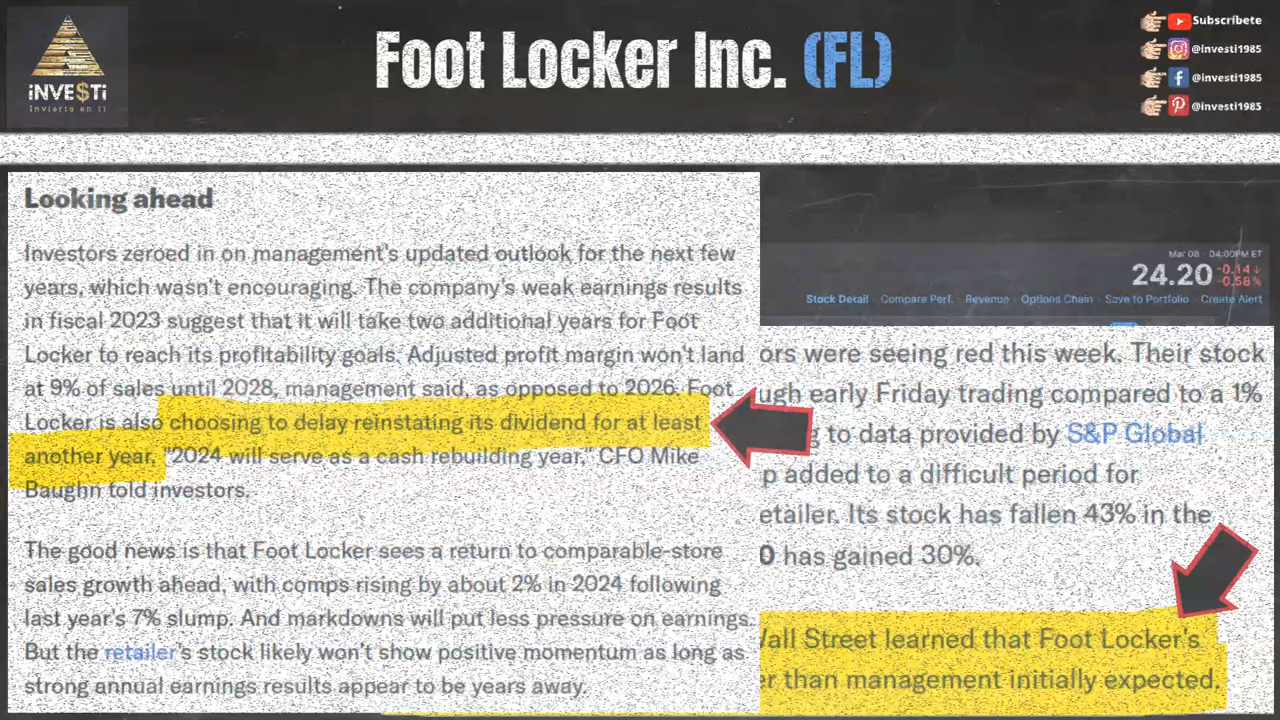 iNVE$Ti
Invierto en ti
Foot Locker Inc. (FL)
Subscríbete
@investi1985
@investi1985
@investi1985
Looking ahead
Investors zeroed in on management's updated outlook for the next few
years, which wasn't encouraging. The company's weak earnings results
in fiscal 2023 suggest that it will take two additional years for Foot
Locker to reach its profitability goals. Adjusted profit margin won't land
at 9% of sales until 2028, management said, as opposed to 2026. Foot
Locker is also choosing to delay reinstating its dividend for at least
another year. "2024 will serve as a cash rebuilding year," CFO Mike
Baughn told investors.
The good news is that Foot Locker sees a return to comparable-store
sales growth ahead, with comps rising by about 2% in 2024 following
last year's 7% slump. And markdowns will put less pressure on earnings.
But the retailer's stock likely won't show positive momentum as long as
strong annual earnings results appear to be years away.
Mar 08 04:00PM ET
24.20 -0.14
-0.58%
Stock Detail Compare Perf. Revenue Options Chain Save to Portfolio Create Alert
ors were seeing red this week. Their stock
ugh early Friday trading compared to a 1%
g to data provided by S&P Global
p added to a difficult period for
etailer. Its stock has fallen 43% in the
0 has gained 30%.
Wall Street learned that Foot Locker's
er than management initially expected.